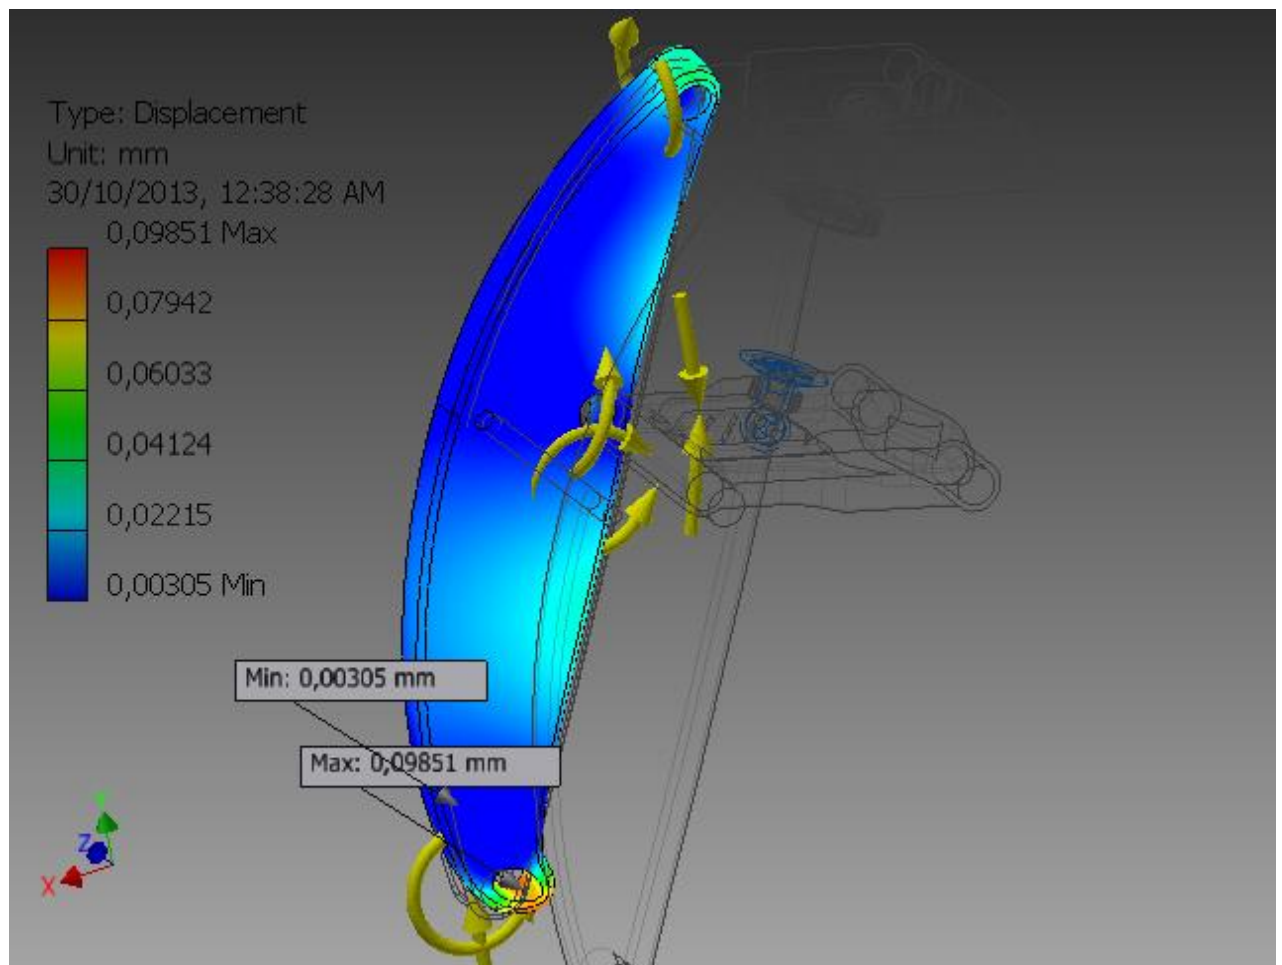 Type: Displacement
Unit: mm
30/10/2013, 12:38:28 AM
0,09851 Max
0,07942
0,06033
0,04124
0,02215
0,00305 Min
Min: 0,00305 mm
Max: 0,09851 mm
Y
Z
X